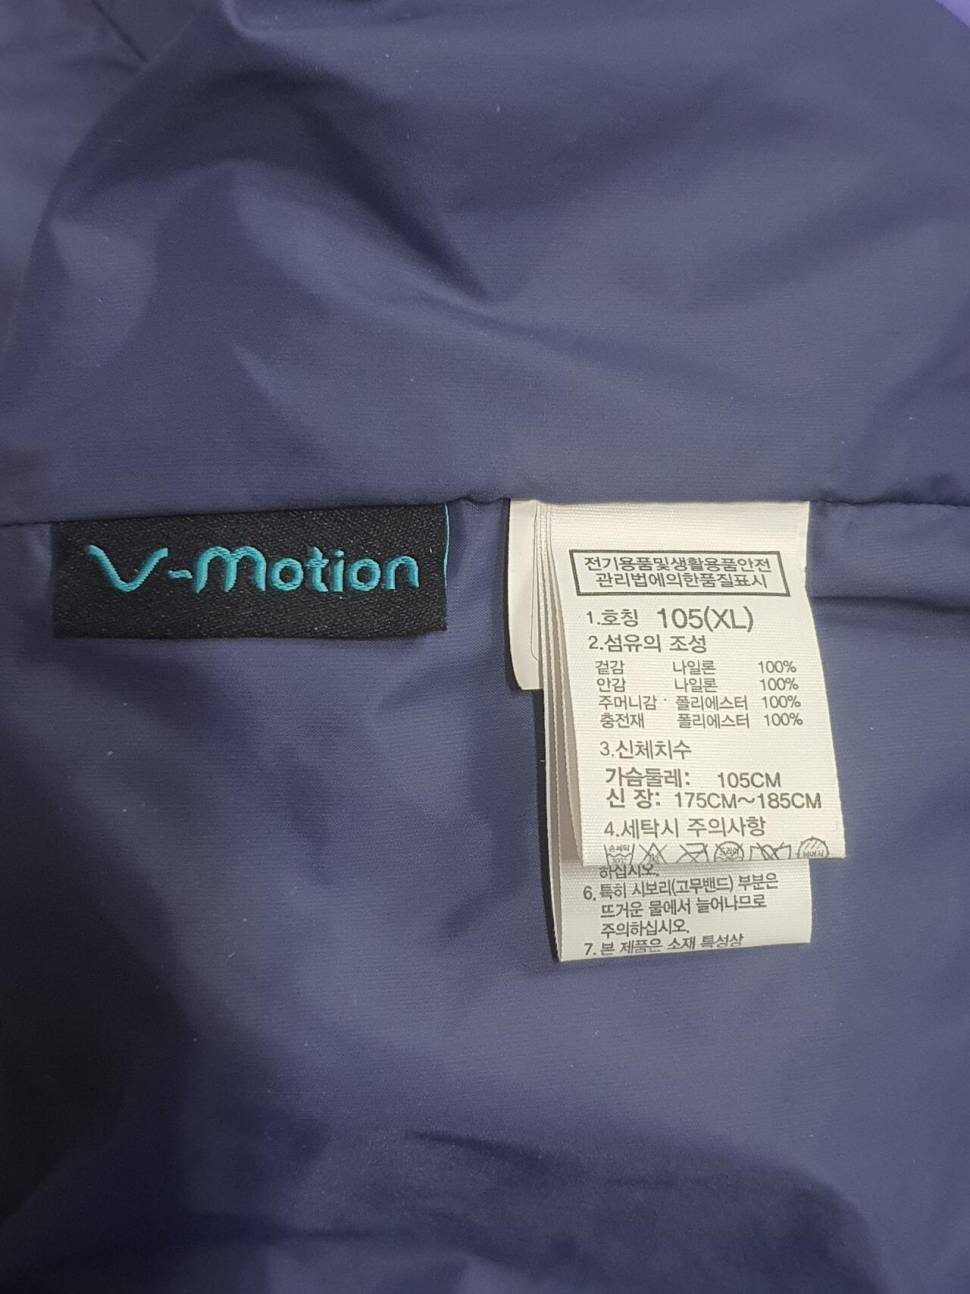 V-Motion
전기용품및생활용품안전
관리법에의한품질표시
1.호칭 105(XL)
2.섬유의 조성
겉감 나일론 100%
안감 나일론 100%
주머니감 폴리에스터 100%
충전재 폴리에스터 100%
3.신체치수
가슴둘레: 105CM
신 장: 175CM~185CM
4.세탁시 주의사항
하십시오.
6.특히 시보리(고무밴드) 부분은
뜨거운 물에서 늘어나므로
주의하십시오.
7.본 제품은 소재 특성상